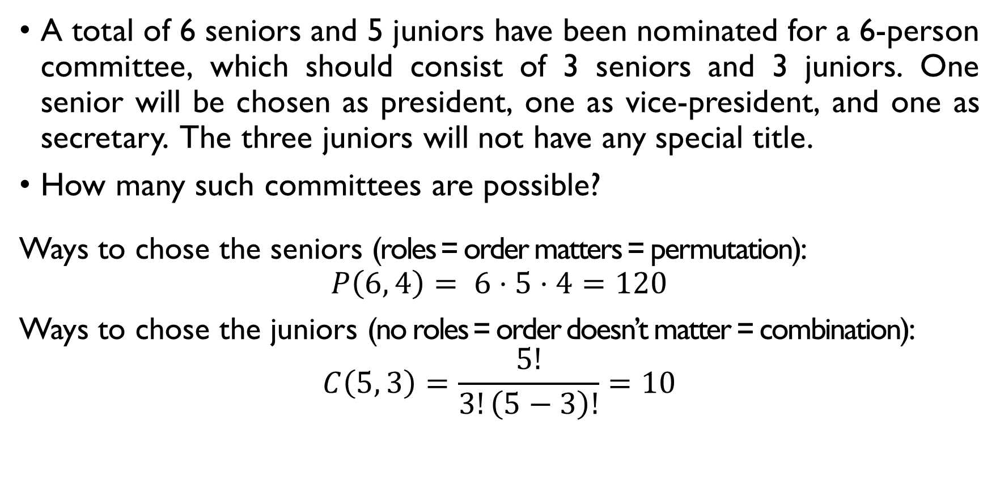 • A total of 6 seniors and 5 juniors have been nominated for a 6-person
committee, which should consist of 3 seniors and 3 juniors. One
senior will be chosen as president, one as vice-president, and one as
secretary. The three juniors will not have any special title.
• How many such committees are possible?
Ways to chose the seniors (roles = order matters = permutation):
P(6, 4) = 6 · 5 · 4 = 120
Ways to chose the juniors (no roles = order doesn’t matter = combination):
C(5, 3) = 5! / 3! (5 − 3)! = 10